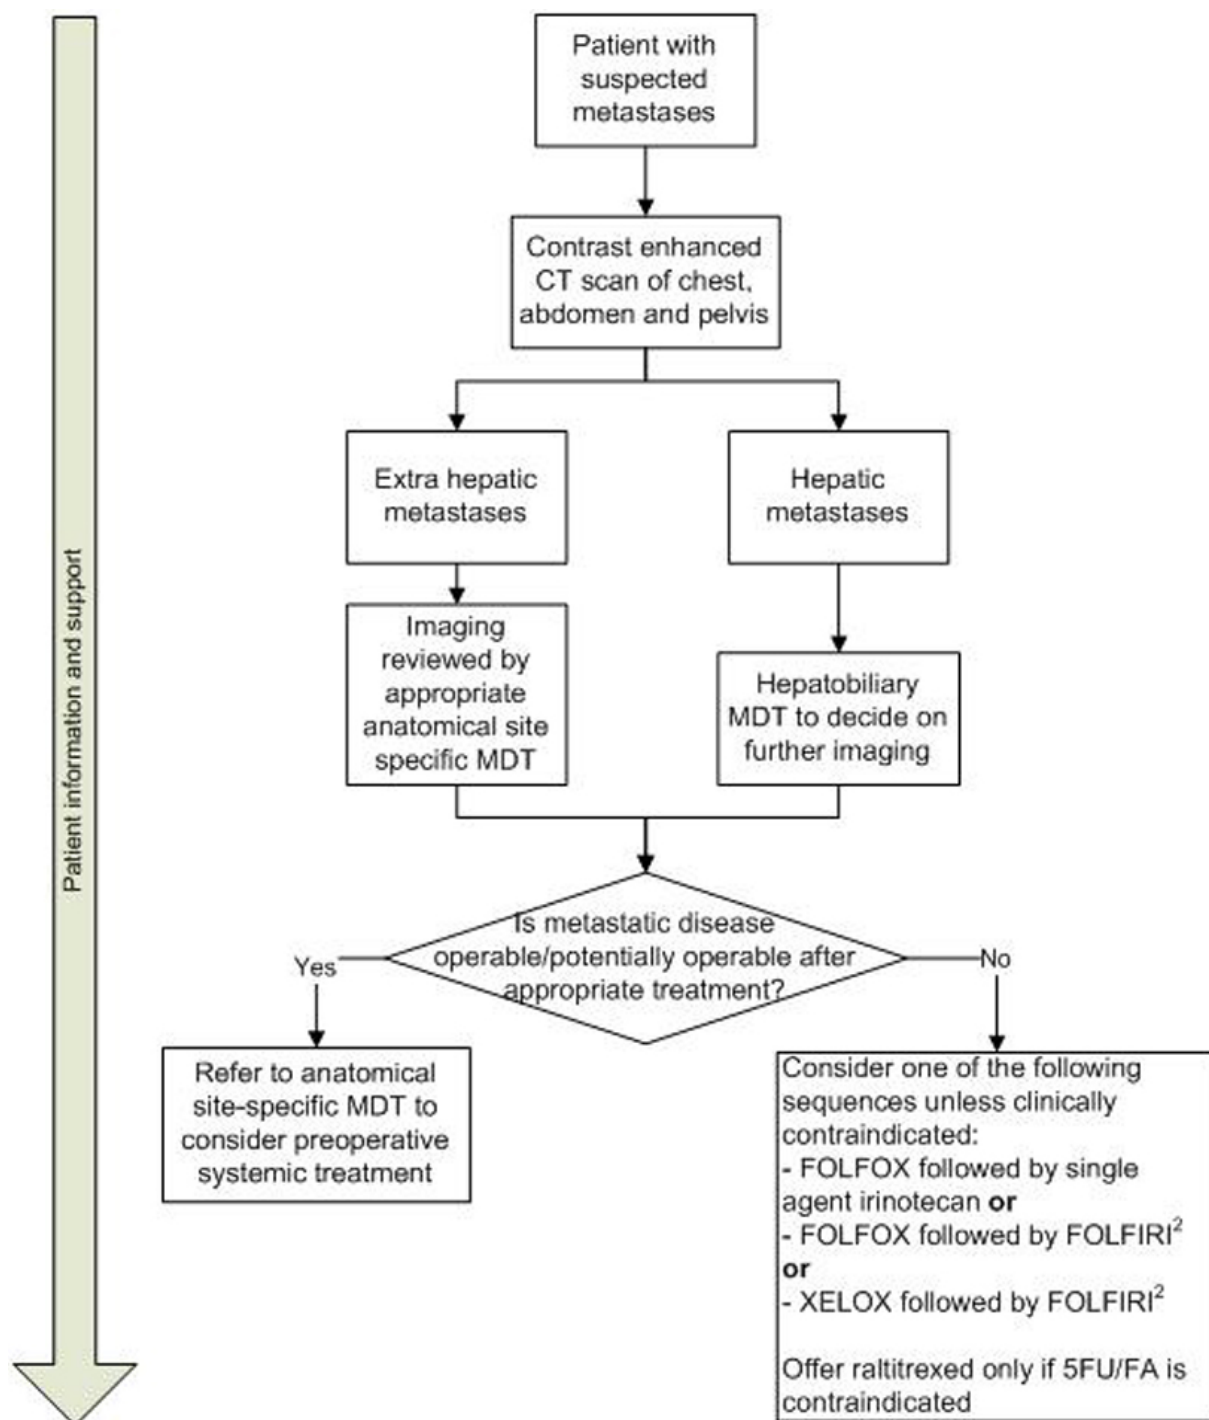 Patient with
suspected
metastases
Contrast enhanced
CT scan of chest,
abdomen and pelvis
Extra hepatic
metastases
Hepatic
metastases
Imaging
reviewed by
appropriate
anatomical site
specific MDT
Hepatobiliary
MDT to decide on
further imaging
Patient information and support
Is metastatic disease
operable/potentially operable after
appropriate treatment?
Yes
No
Refer to anatomical
site-specific MDT to
consider preoperative
systemic treatment
Consider one of the following
sequences unless clinically
contraindicated:
- FOLFOX followed by single
agent irinotecan or
- FOLFOX followed by FOLFIRI²
or
- XELOX followed by FOLFIRI²
Offer raltitrexed only if 5FU/FA is
contraindicated